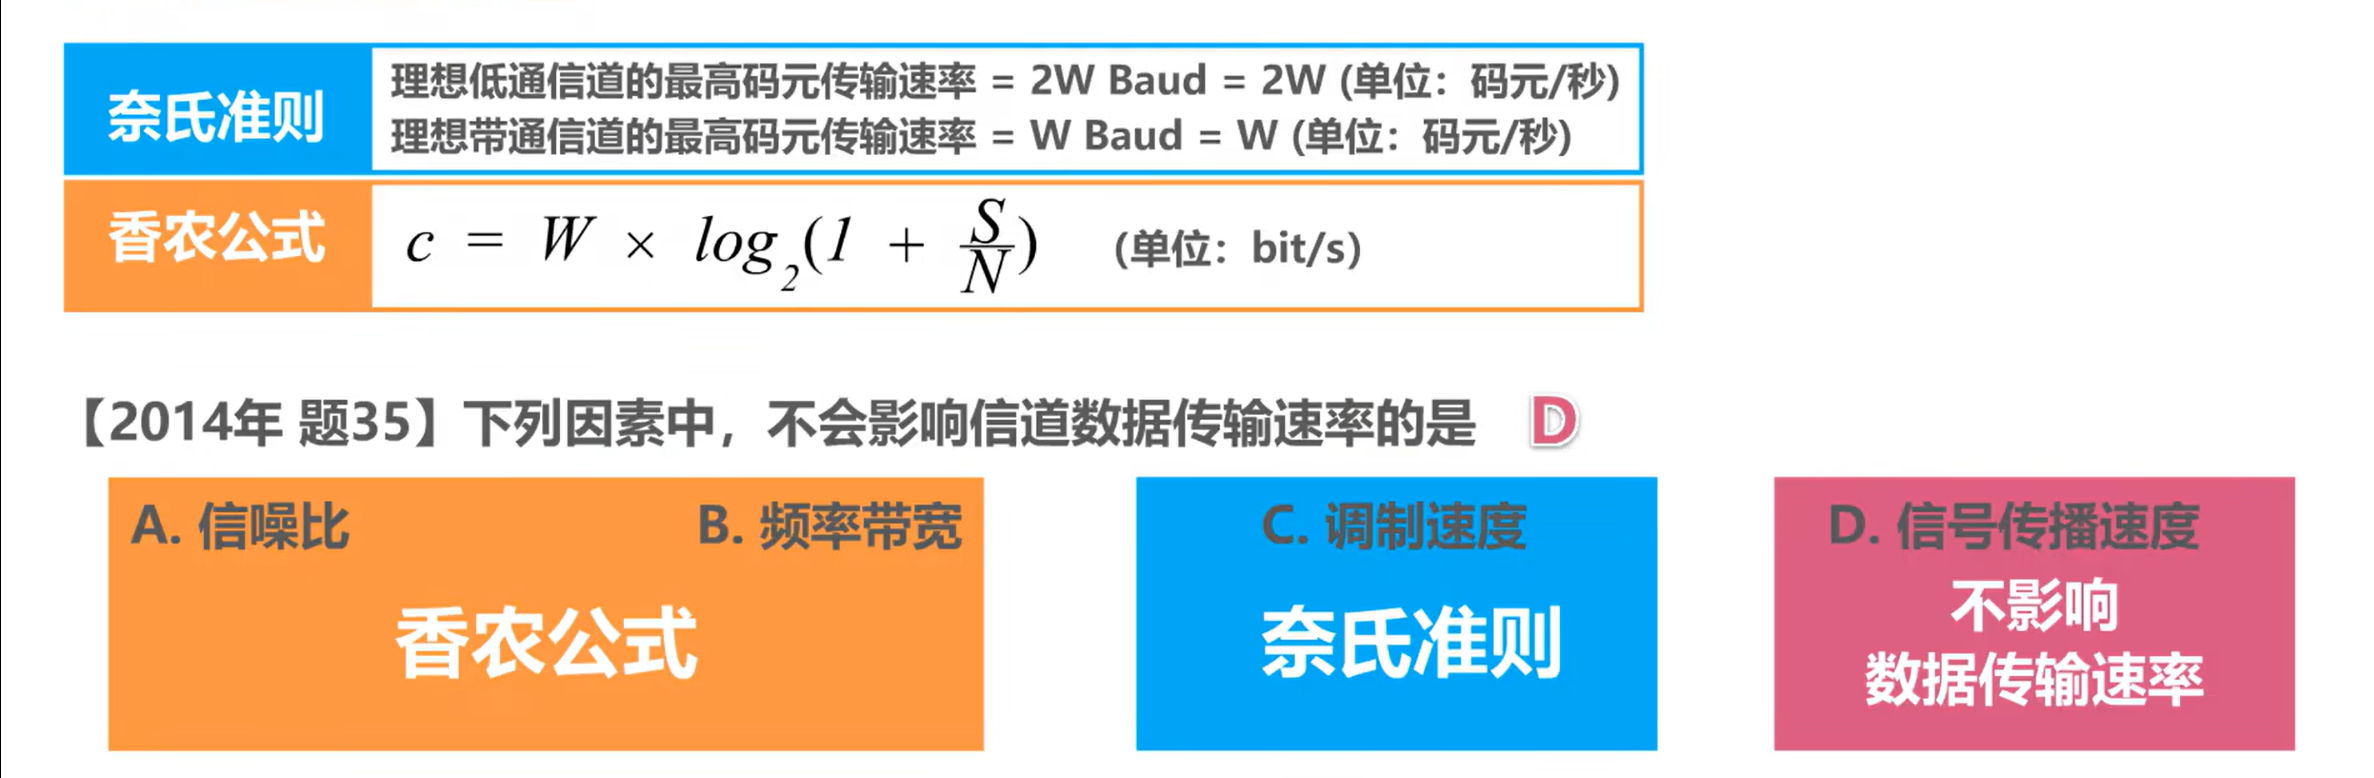 奈氏准则
理想低通信道的最高码元传输速率 = 2W Baud = 2W (单位：码元/秒)
理想带通信道的最高码元传输速率 = W Baud = W (单位：码元/秒)
香农公式
c = W × log₂(1 + S/N) (单位：bit/s)
【2014年 题35】下列因素中，不会影响信道数据传输速率的是 D
A. 信噪比 B. 频率带宽 C. 调制速度 D. 信号传播速度
香农公式
奈氏准则
不影响
数据传输速率